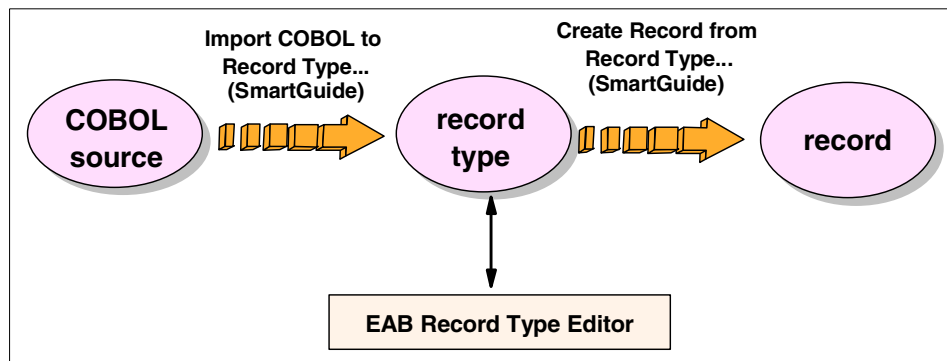 Import COBOL to
Record Type...
(SmartGuide)
Create Record from
Record Type...
(SmartGuide)
COBOL
source
record
type
record
EAB Record Type Editor